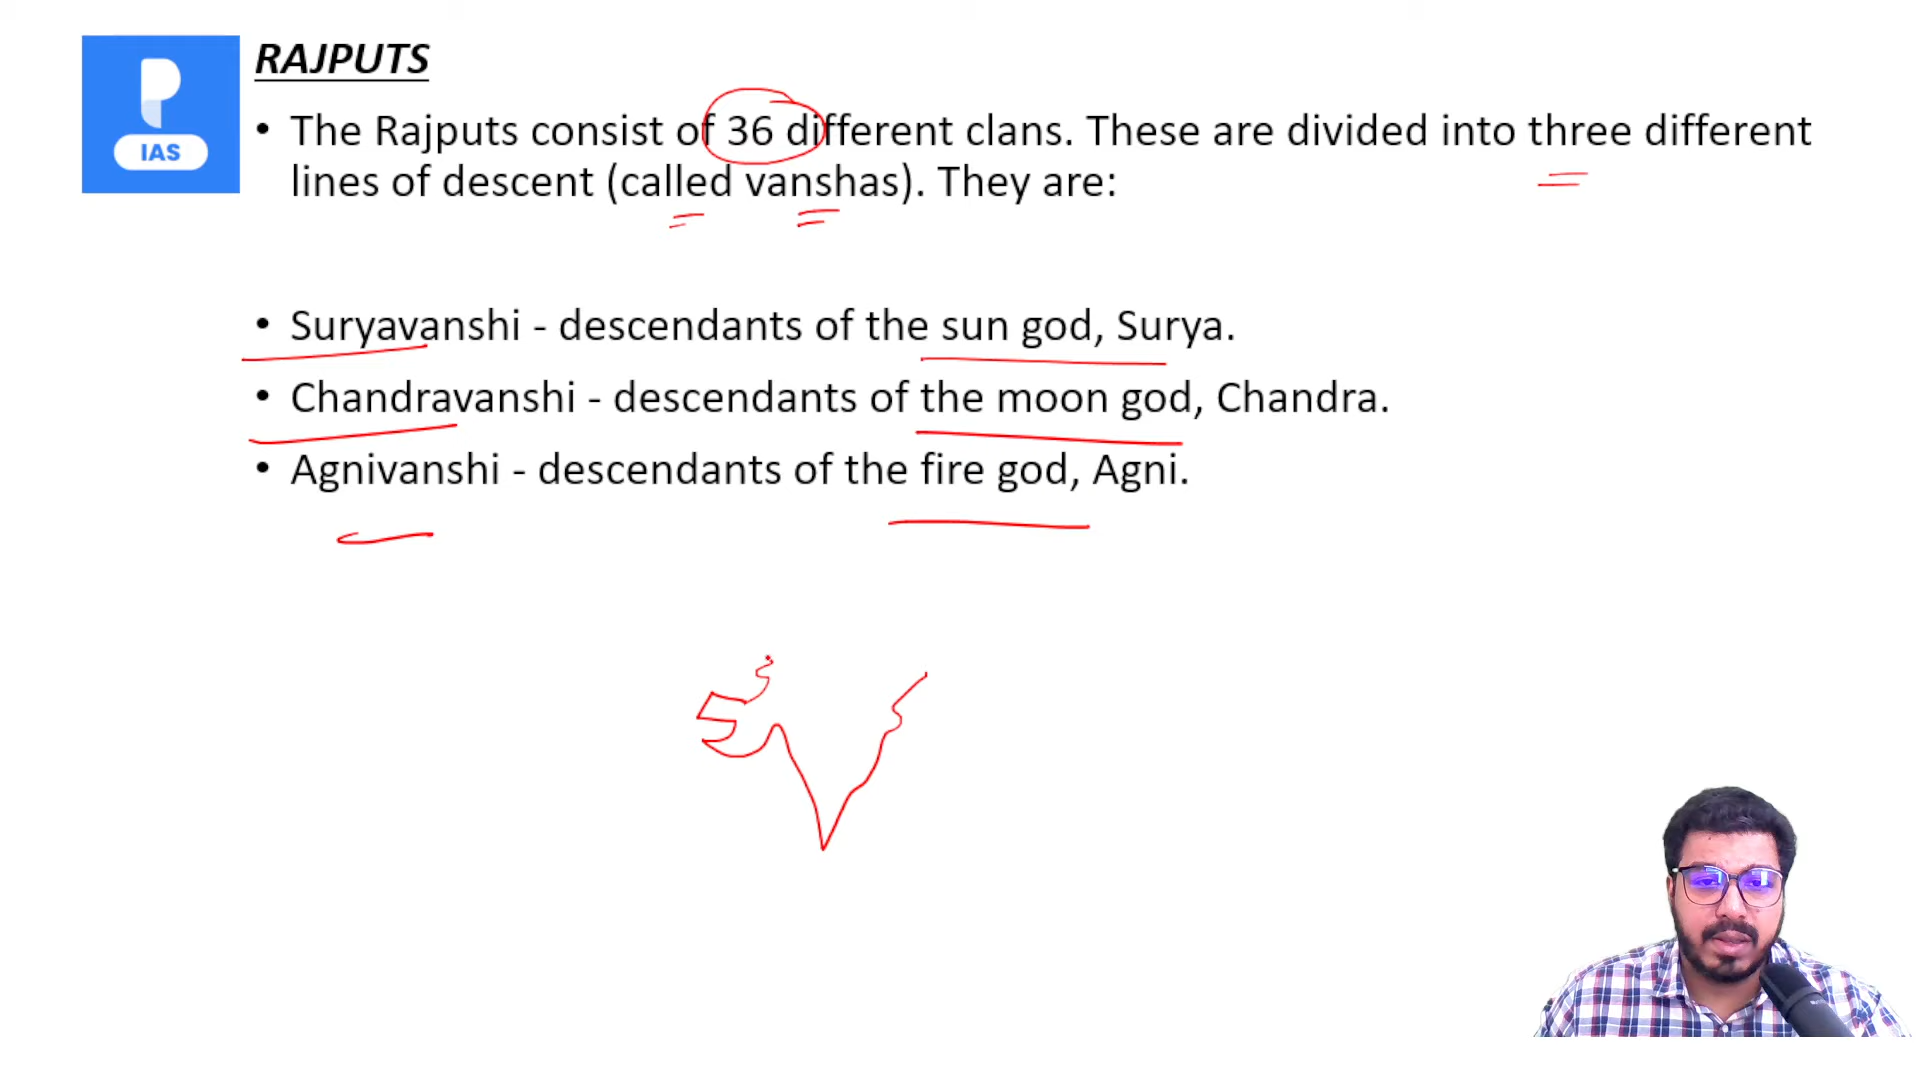 RAJPUTS
IAS
• The Rajputs consist of 36 different clans. These are divided into three different
lines of descent (called vanshas). They are:
• Suryavanshi - descendants of the sun god, Surya.
• Chandravanshi - descendants of the moon god, Chandra.
• Agnivanshi - descendants of the fire god, Agni.